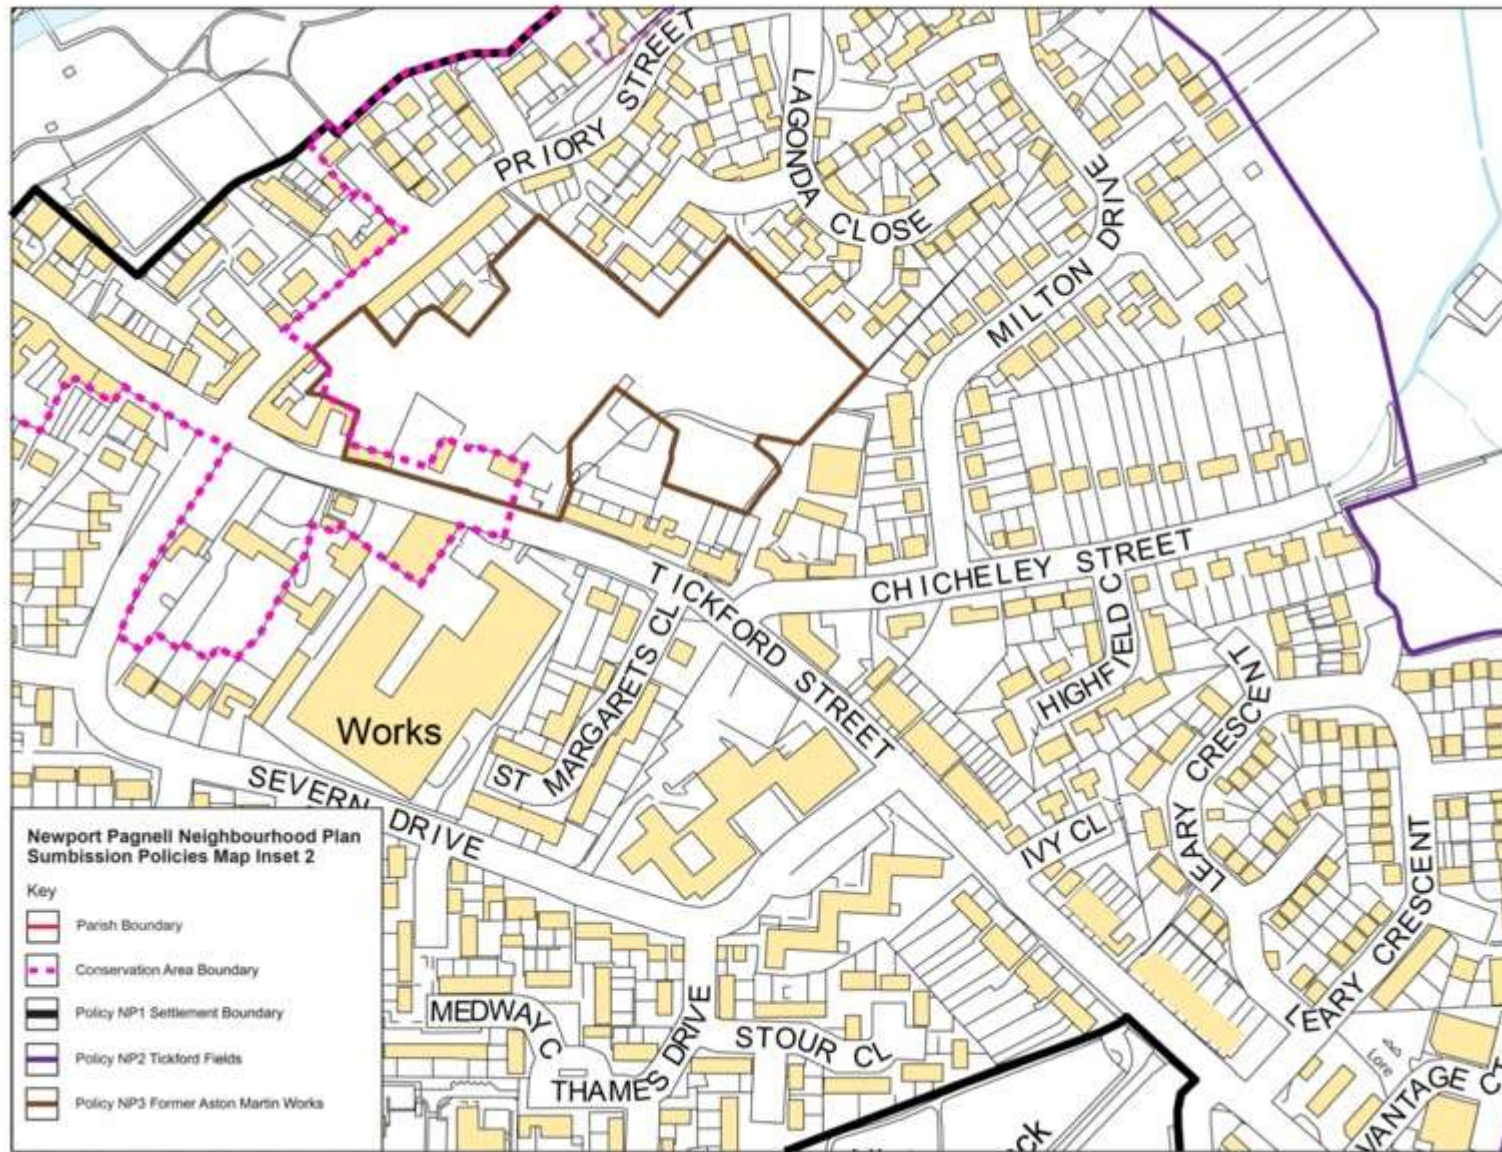 PRIORY STREET
LAGONDA CLOSE
MILTON DRIVE
CHICHELEY STREET
TICKFORD STREET
HIGHFIELD C
ST MARGARETS CL
Works
SEVERN DRIVE
LEARY CRESCENT
IVY CL
LEARY CRESCENT
MEDWAY C
THAMES DRIVE
STOUR CL
VANTAGE CT
Newport Pagnell Neighbourhood Plan
Sumbission Policies Map Inset 2
Key
Parish Boundary
Conservation Area Boundary
Policy NP1 Settlement Boundary
Policy NP2 Tickford Fields
Policy NP3 Former Aston Martin Works